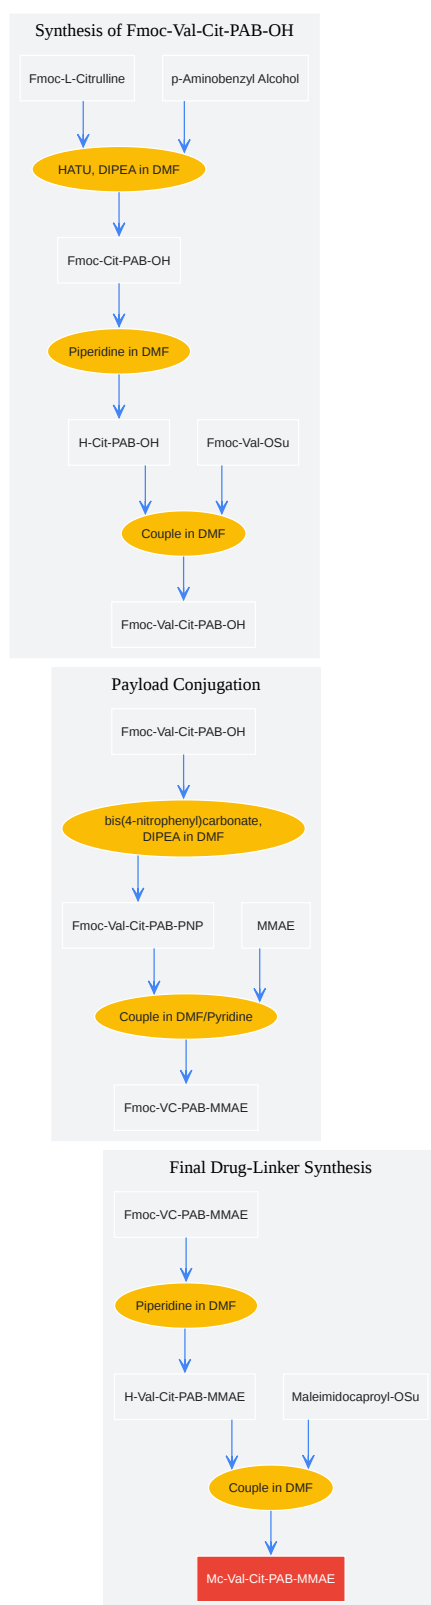 Synthesis of Fmoc-Val-Cit-PAB-OH
Fmoc-L-Citrulline
p-Aminobenzyl Alcohol
HATU, DIPEA in DMF
Fmoc-Cit-PAB-OH
Piperidine in DMF
H-Cit-PAB-OH
Fmoc-Val-OSu
Couple in DMF
Fmoc-Val-Cit-PAB-OH
Payload Conjugation
Fmoc-Val-Cit-PAB-OH
bis(4-nitrophenyl)carbonate,
DIPEA in DMF
Fmoc-Val-Cit-PAB-PNP
MMAE
Couple in DMF/Pyridine
Fmoc-VC-PAB-MMAE
Final Drug-Linker Synthesis
Fmoc-VC-PAB-MMAE
Piperidine in DMF
H-Val-Cit-PAB-MMAE
Maleimidocaproyl-OSu
Couple in DMF
Mc-Val-Cit-PAB-MMAE